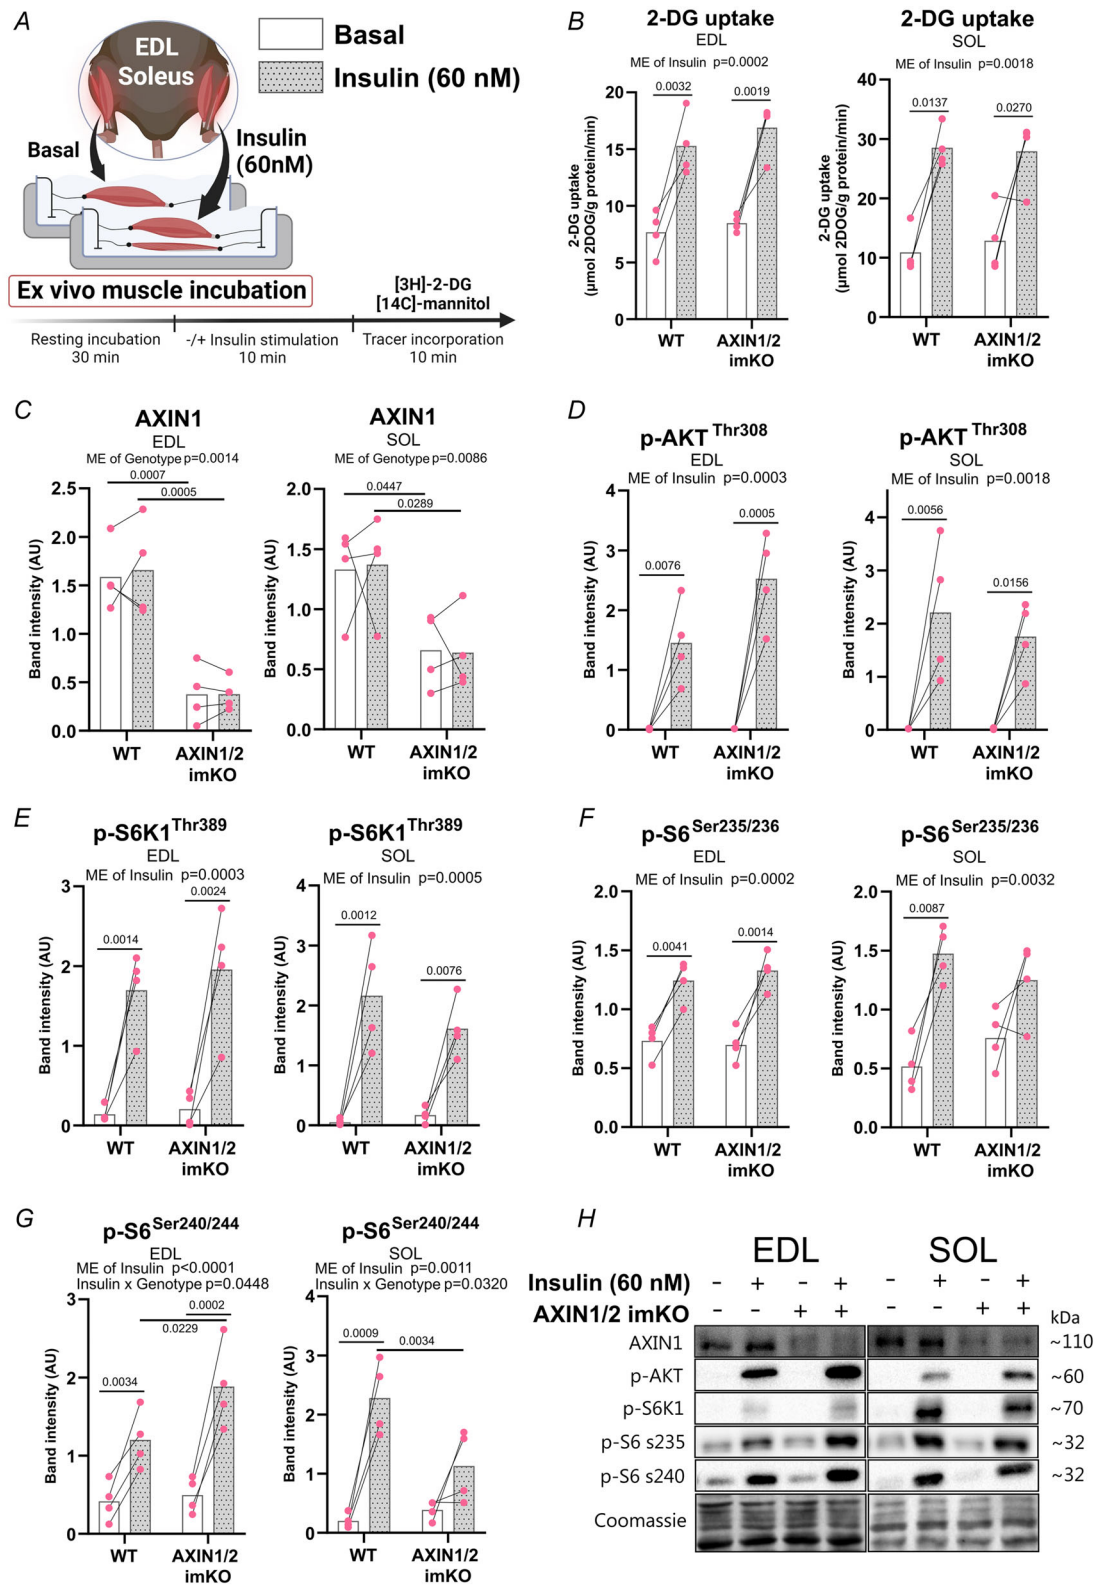 A
EDL
Soleus
Basal
Insulin (60 nM)
Basal
Insulin
(60nM)
Ex vivo muscle incubation
[3H]-2-DG
[14C]-mannitol
Resting incubation
30 min
-/+ Insulin stimulation
10 min
Tracer incorporation
10 min
B
2-DG uptake
EDL
ME of Insulin p=0.0002
0.0032
0.0019
2-DG uptake
(µmol 2DOG/g protein/min)
20
15
10
5
0
WT
AXIN1/2
imKO
2-DG uptake
SOL
ME of Insulin p=0.0018
0.0137
0.0270
2-DG uptake
(µmol 2DOG/g protein/min)
40
30
20
10
0
WT
AXIN1/2
imKO
C
AXIN1
EDL
ME of Genotype p=0.0014
0.0007
0.0005
Band intensity (AU)
2.5
2.0
1.5
1.0
0.5
0.0
WT
AXIN1/2
imKO
AXIN1
SOL
ME of Genotype p=0.0086
0.0447
0.0289
Band intensity (AU)
2.0
1.5
1.0
0.5
0.0
WT
AXIN1/2
imKO
D
p-AKT Thr308
EDL
ME of Insulin p=0.0003
0.0076
0.0005
Band intensity (AU)
4
3
2
1
0
WT
AXIN1/2
imKO
p-AKT Thr308
SOL
ME of Insulin p=0.0018
0.0056
0.0156
Band intensity (AU)
4
3
2
1
0
WT
AXIN1/2
imKO
E
p-S6K1Thr389
EDL
ME of Insulin p=0.0003
0.0014
0.0024
Band intensity (AU)
3
2
1
0
WT
AXIN1/2
imKO
p-S6K1Thr389
SOL
ME of Insulin p=0.0005
0.0012
0.0076
Band intensity (AU)
4
3
2
1
0
WT
AXIN1/2
imKO
F
p-S6Ser235/236
EDL
ME of Insulin p=0.0002
0.0041
0.0014
Band intensity (AU)
2.0
1.5
1.0
0.5
0.0
WT
AXIN1/2
imKO
p-S6Ser235/236
SOL
ME of Insulin p=0.0032
0.0087
Band intensity (AU)
2.0
1.5
1.0
0.5
0.0
WT
AXIN1/2
imKO
G
p-S6Ser240/244
EDL
ME of Insulin p<0.0001
Insulin x Genotype p=0.0448
0.0002
0.0229
0.0034
Band intensity (AU)
3
2
1
0
WT
AXIN1/2
imKO
p-S6Ser240/244
SOL
ME of Insulin p=0.0011
Insulin x Genotype p=0.0320
0.0009
0.0034
Band intensity (AU)
4
3
2
1
0
WT
AXIN1/2
imKO
H
EDL SOL
Insulin (60 nM) - + - + - + - +
AXIN1/2 imKO - - + + - - + +
kDa
AXIN1 ~110
p-AKT ~60
p-S6K1 ~70
p-S6 s235 ~32
p-S6 s240 ~32
Coomassie